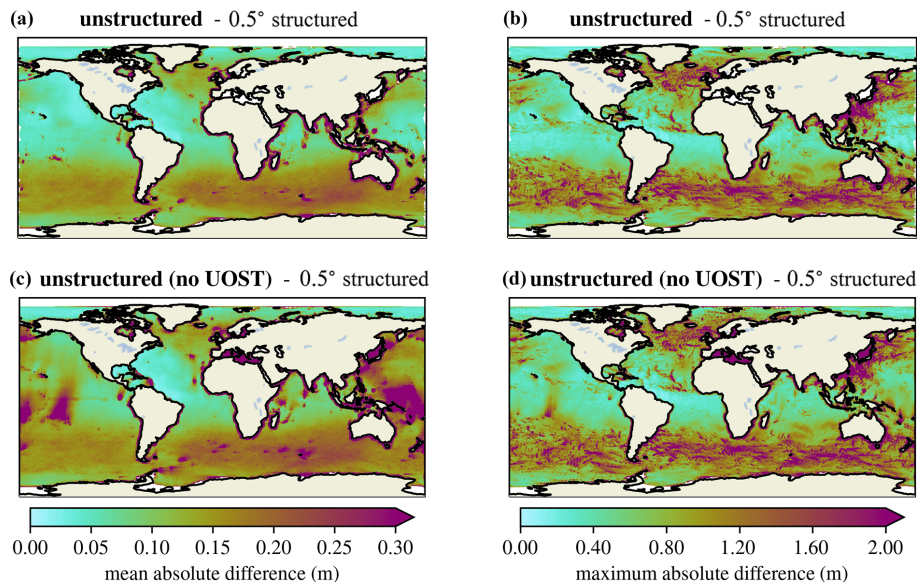 (a) unstructured - 0.5° structured
(b) unstructured - 0.5° structured
(c) unstructured (no UOST) - 0.5° structured
(d) unstructured (no UOST) - 0.5° structured
0.00 0.05 0.10 0.15 0.20 0.25 0.30
mean absolute difference (m)
0.00 0.40 0.80 1.20 1.60 2.00
maximum absolute difference (m)